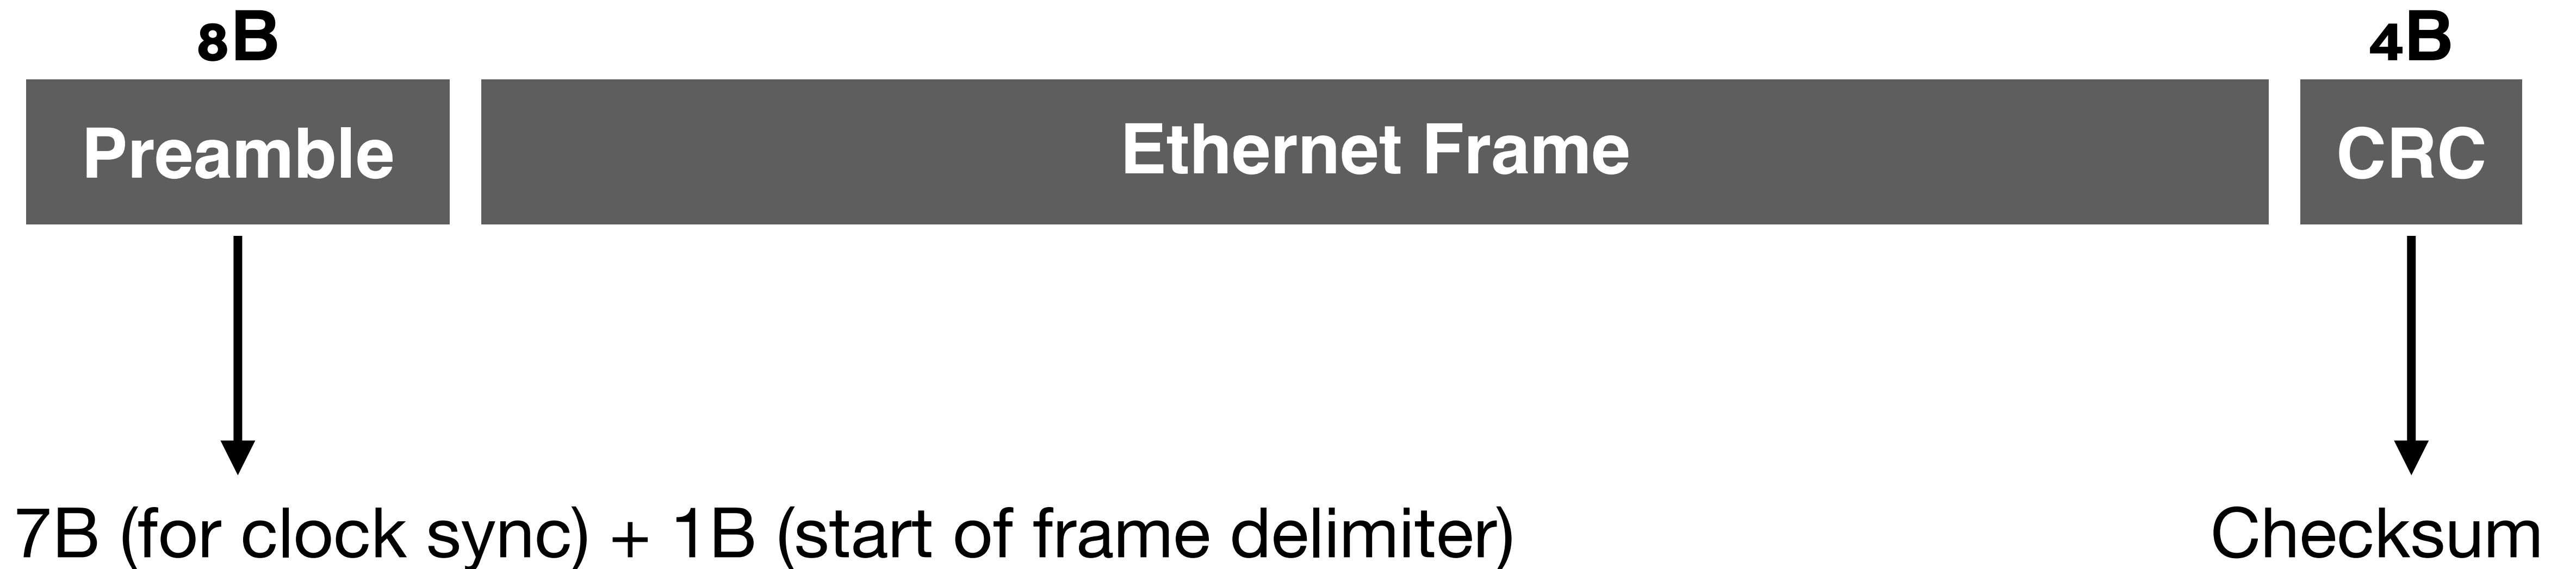 8B 4B
Preamble Ethernet Frame CRC
7B (for clock sync) + 1B (start of frame delimiter) Checksum